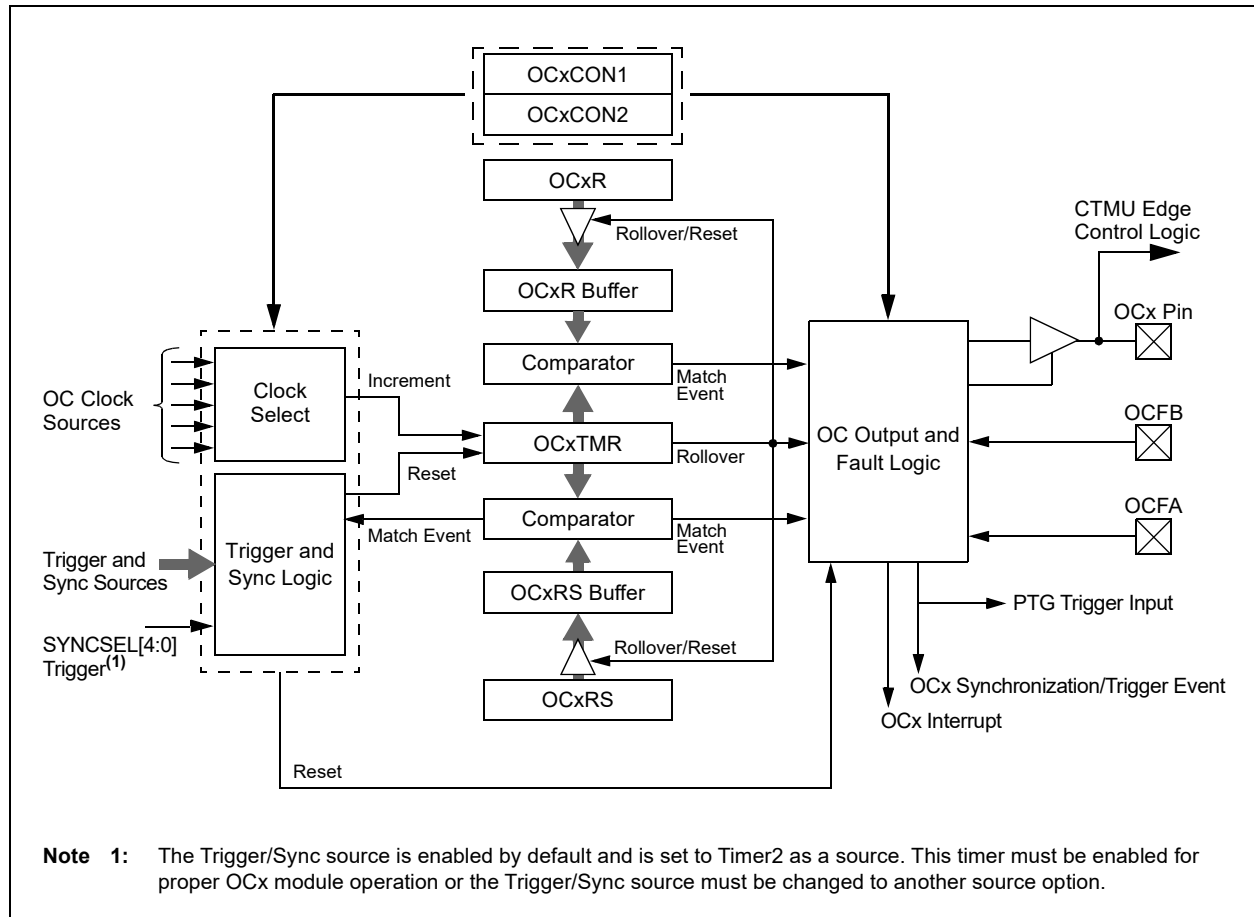 OCxCON1
OCxCON2
OCxR
Rollover/Reset
CTMU Edge
Control Logic
OCxR Buffer
OCx Pin
Comparator
Match
Event
OC Clock
Sources
Clock
Select
Increment
OCxTMR
Rollover
OC Output and
Fault Logic
OCFB
Reset
Comparator
Match Event
Match
Event
OCFA
Trigger and
Sync Sources
Trigger and
Sync Logic
OCxRS Buffer
PTG Trigger Input
SYNCSEL[4:0]
Trigger(1)
Rollover/Reset
OCxRS
OCx Synchronization/Trigger Event
OCx Interrupt
Reset
Note 1: The Trigger/Sync source is enabled by default and is set to Timer2 as a source. This timer must be enabled for
proper OCx module operation or the Trigger/Sync source must be changed to another source option.